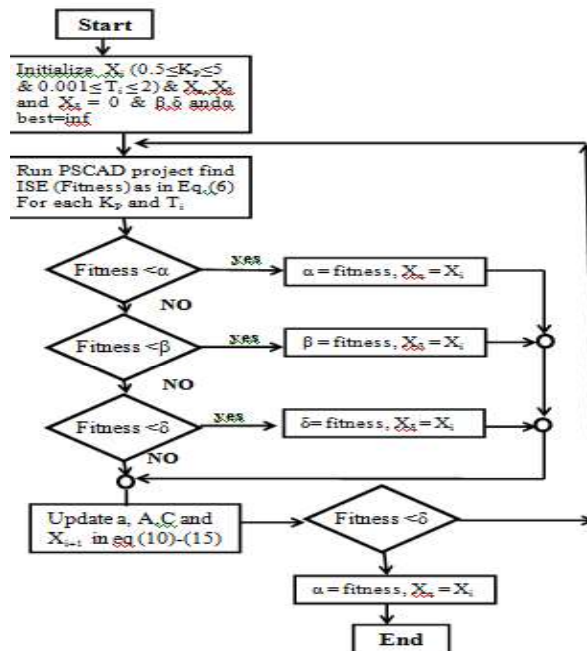 Start
Initialize X_i (0.5≤K_p≤5
& 0.001≤T_i≤2) & X_α, X_β
and X_δ = 0 & β,δ andα
best=inf
Run PSCAD project find
ISE (Fitness) as in Eq.(6)
For each K_P and T_i
Fitness <α
yes
α = fitness, X_α = X_i
NO
Fitness <β
yes
β = fitness, X_β = X_i
NO
Fitness <δ
yes
δ= fitness, X_δ = X_i
NO
Update a, A,C and
X_i+1 in eq (10)-(15)
Fitness <δ
α = fitness, X_α = X_i
End